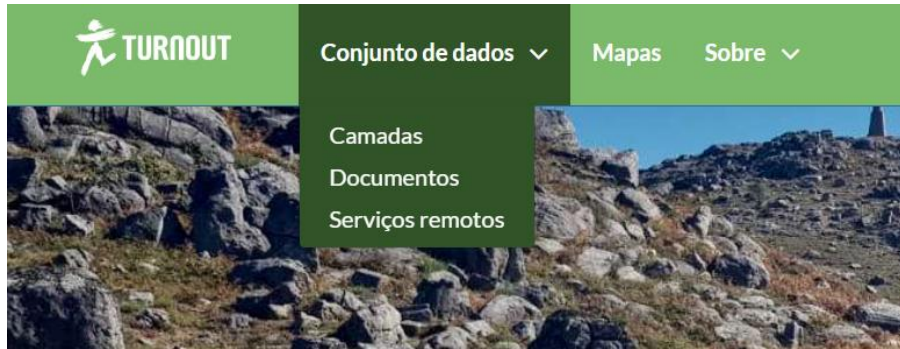 TURNOUT
Conjunto de dados
Mapas
Sobre
Camadas
Documentos
Serviços remotos